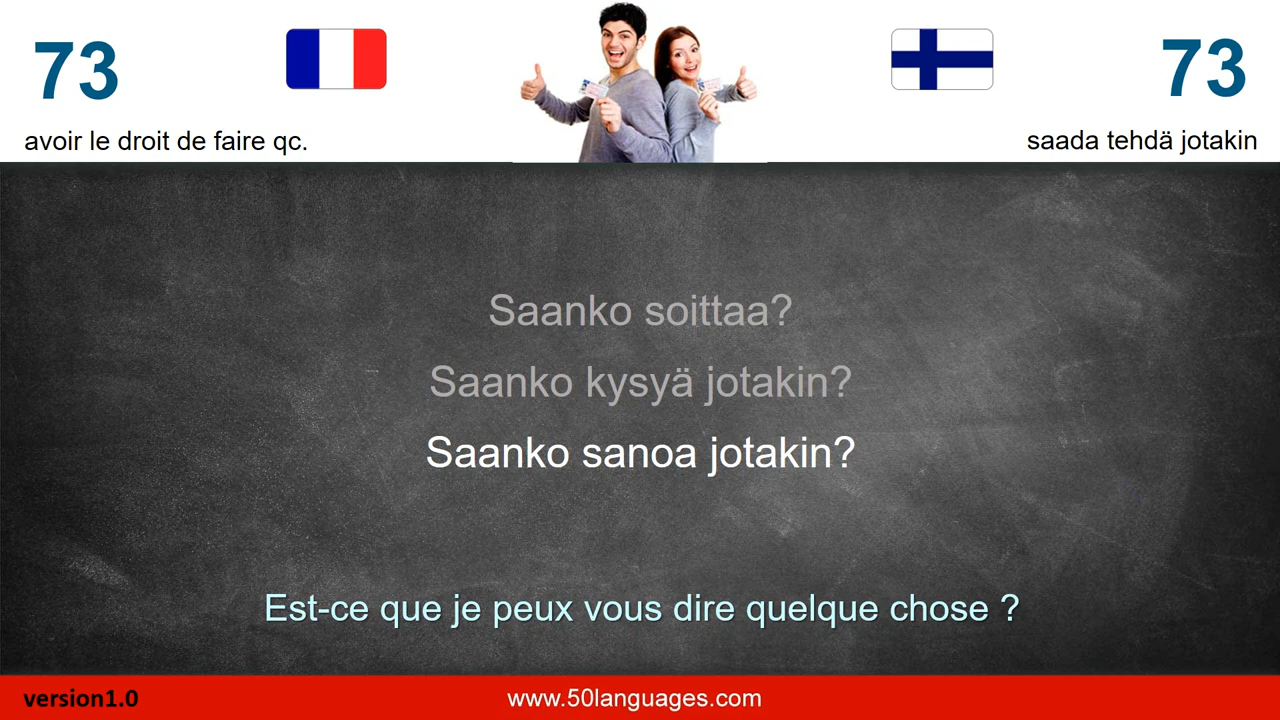 73
73
avoir le droit de faire qc.
saada tehdä jotakin
Saanko soittaa?
Saanko kysyä jotakin?
Saanko sanoa jotakin?
Est-ce que je peux vous dire quelque chose ?
version1.0
www.50languages.com